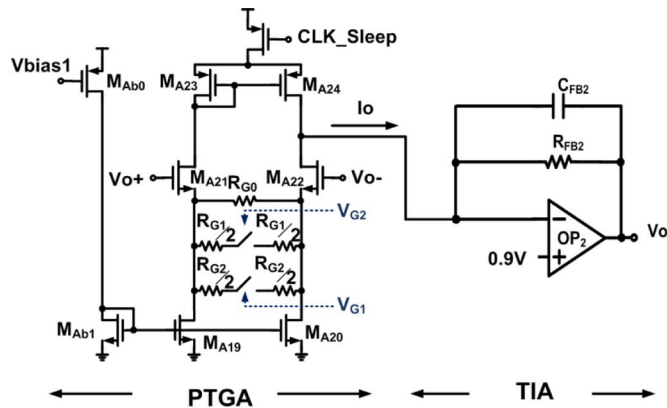 CLK_Sleep
Vbias1
MAb0
MA23
MA24
Io
CFB2
RFB2
Vo+
MA21
RG0
MA22
Vo-
VG2
RG1/2
RG1/2
RG2/2
RG2/2
VG1
OP2
0.9V
Vo
MAb1
MA19
MA20
PTGA
TIA